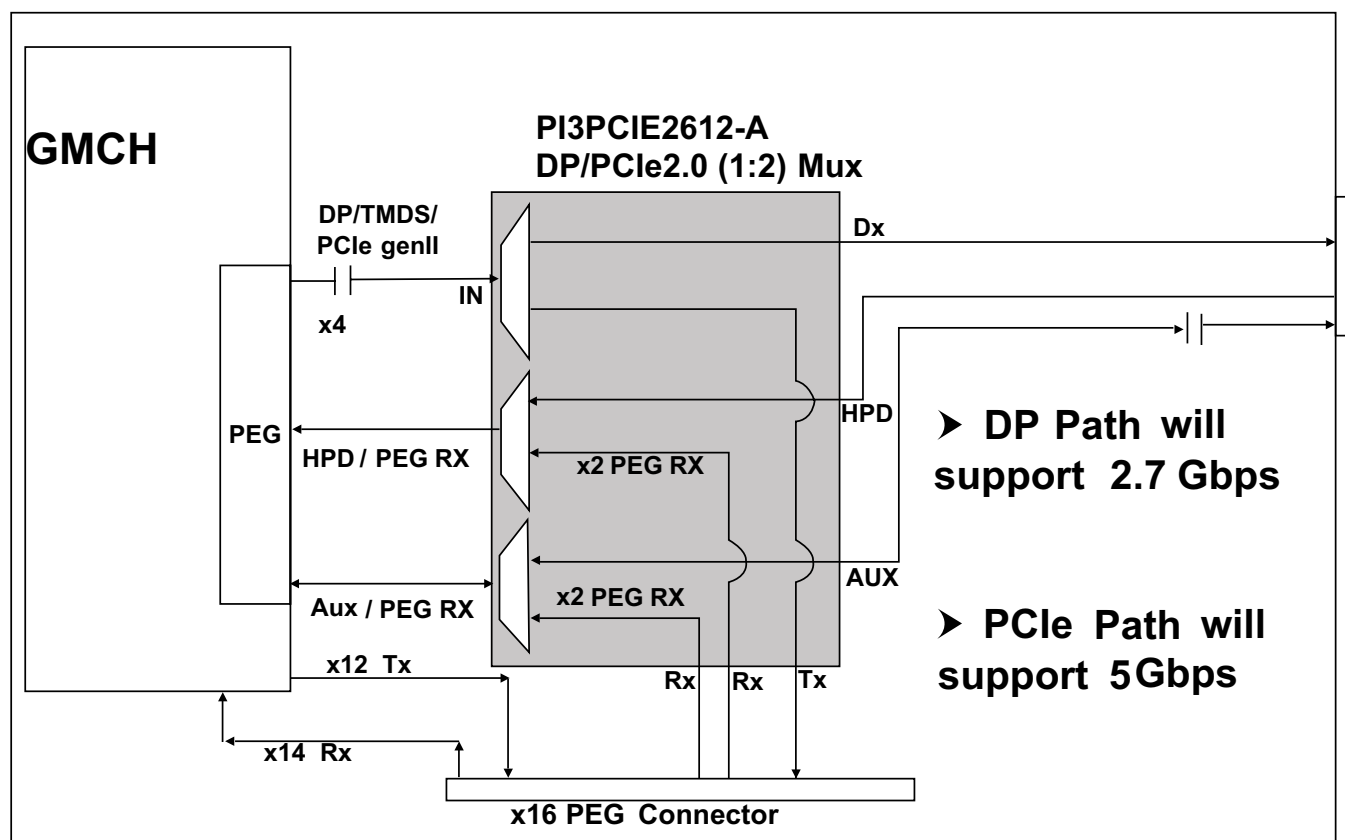 PI3PCIE2612-A
DP/PCIe2.0 (1:2) Mux
GMCH
DP/TMDS/
PCIe genII
IN
x4
Dx
PEG
HPD / PEG RX
HPD
x2 PEG RX
➤ DP Path will
support 2.7 Gbps
AUX
x2 PEG RX
Aux / PEG RX
➤ PCIe Path will
support 5Gbps
x12 Tx
Rx
Rx
Tx
x14 Rx
x16 PEG Connector